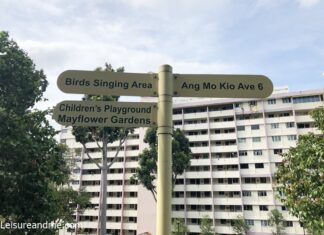 Birds Singing Area
Ang Mo Kio Ave 6
Children's Playground
Mayflower Gardens
Leisureandme.com